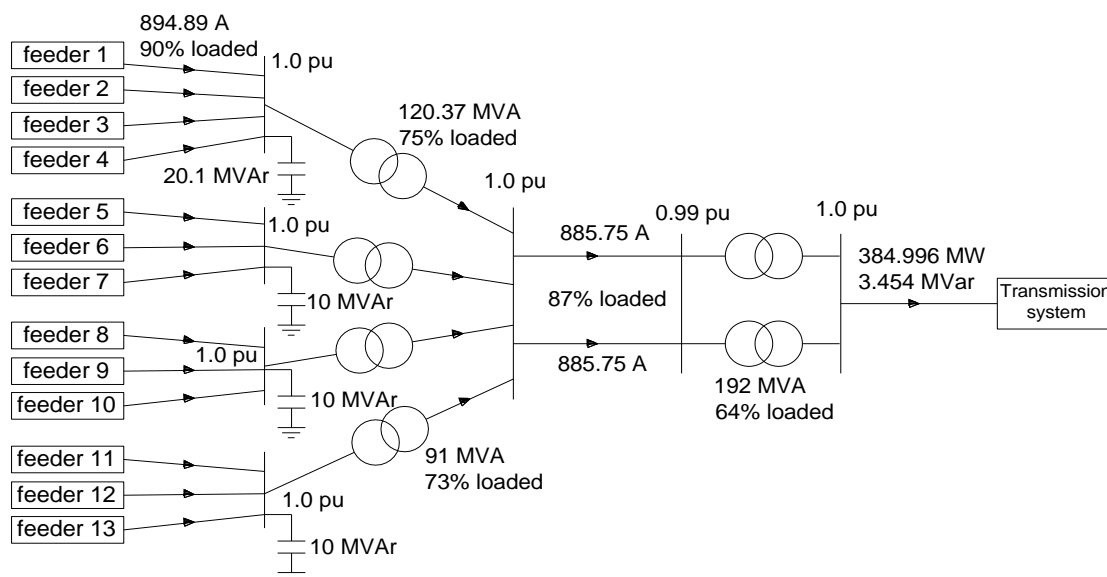 894.89 A
90% loaded
feeder 1
feeder 2
feeder 3
feeder 4
1.0 pu
20.1 MVAr
120.37 MVA
75% loaded
feeder 5
feeder 6
feeder 7
1.0 pu
10 MVAr
feeder 8
feeder 9
feeder 10
1.0 pu
10 MVAr
feeder 11
feeder 12
feeder 13
1.0 pu
10 MVAr
91 MVA
73% loaded
1.0 pu
885.75 A
87% loaded
885.75 A
0.99 pu
192 MVA
64% loaded
1.0 pu
384.996 MW
3.454 MVar
Transmission
system